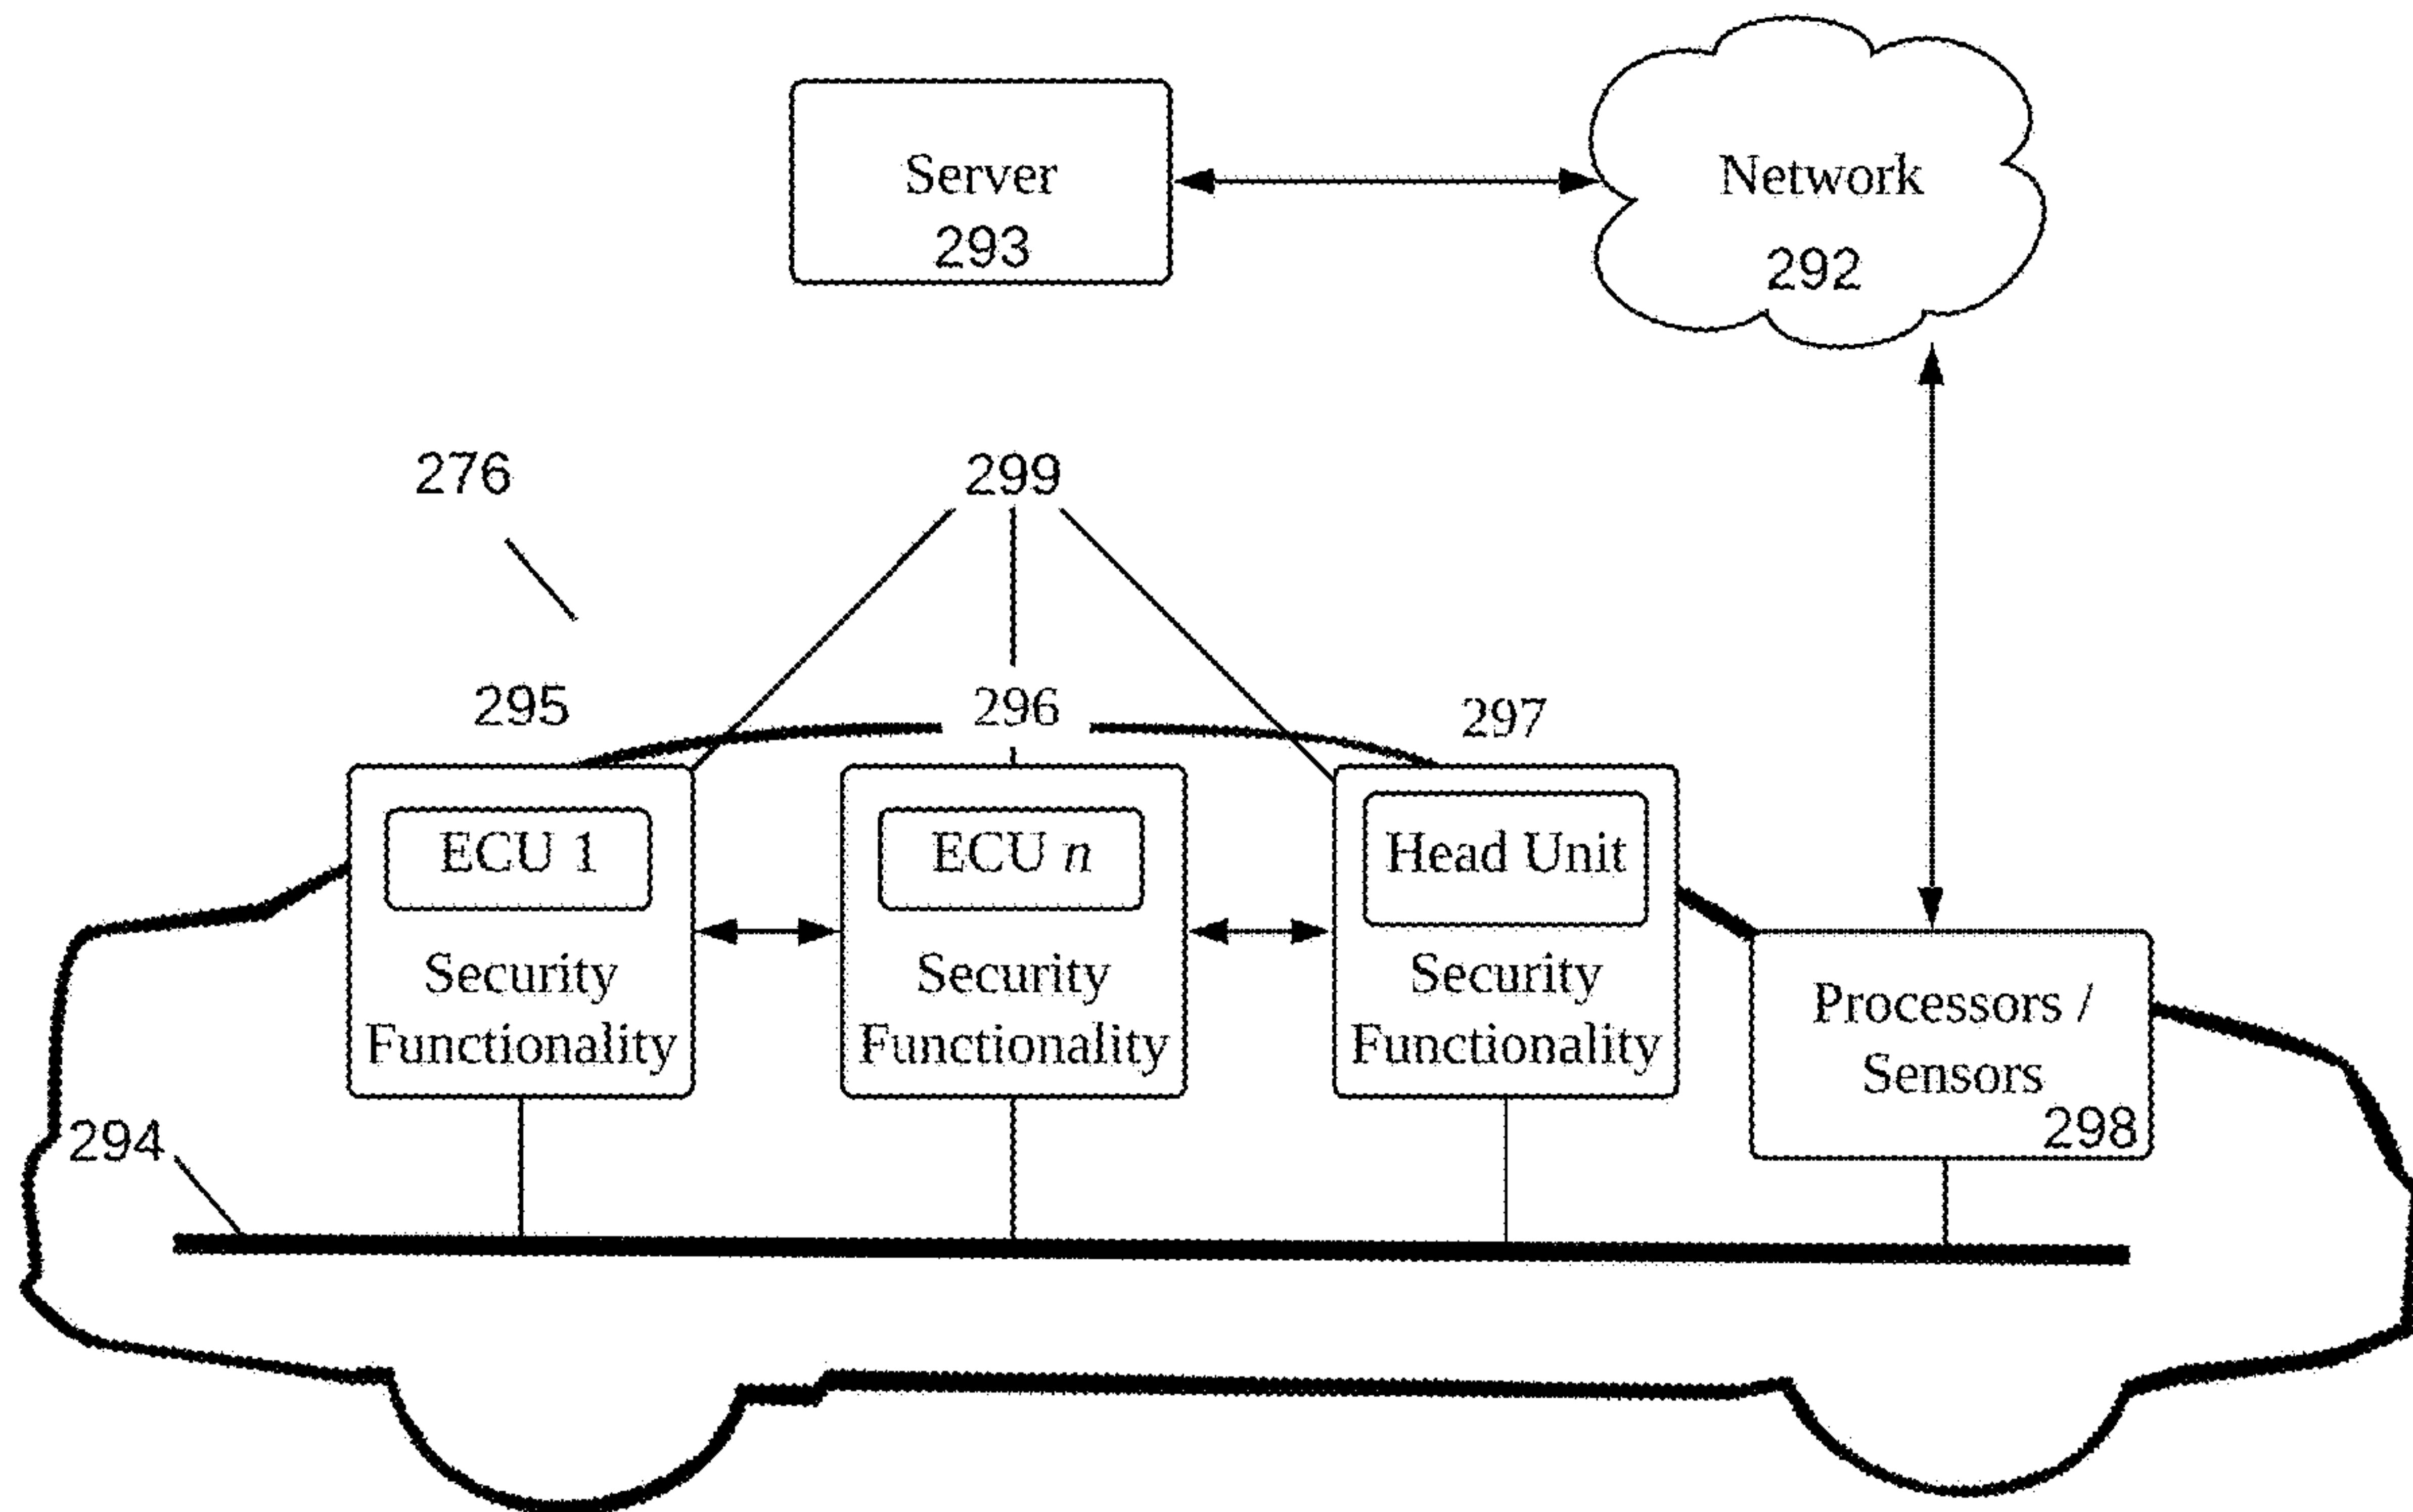 Server
293
Network
292
276
299
295
296
297
ECU 1
Security
Functionality
ECU n
Security
Functionality
Head Unit
Security
Functionality
Processors /
Sensors
298
294